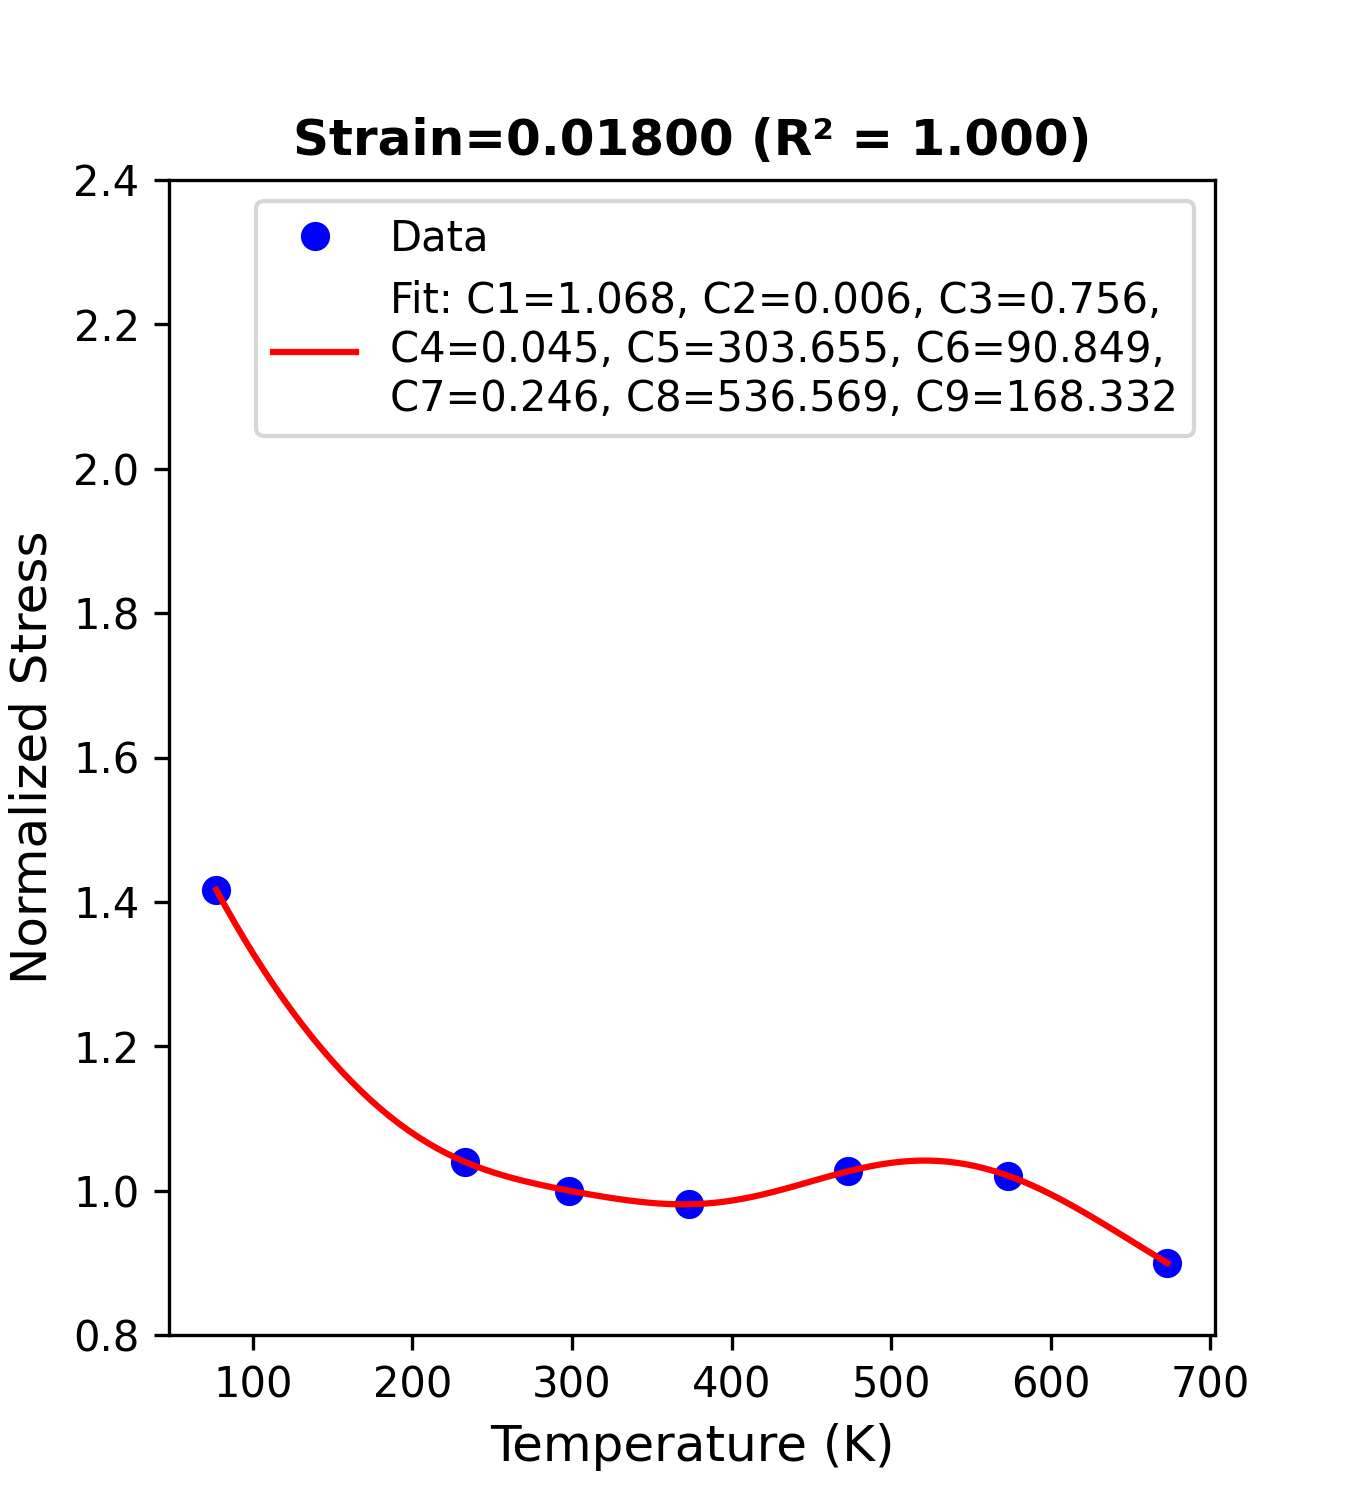 Strain=0.01800 (R² = 1.000)
Data
Fit: C1=1.068, C2=0.006, C3=0.756,
C4=0.045, C5=303.655, C6=90.849,
C7=0.246, C8=536.569, C9=168.332
Normalized Stress
2.4
2.2
2.0
1.8
1.6
1.4
1.2
1.0
0.8
100 200 300 400 500 600 700
Temperature (K)